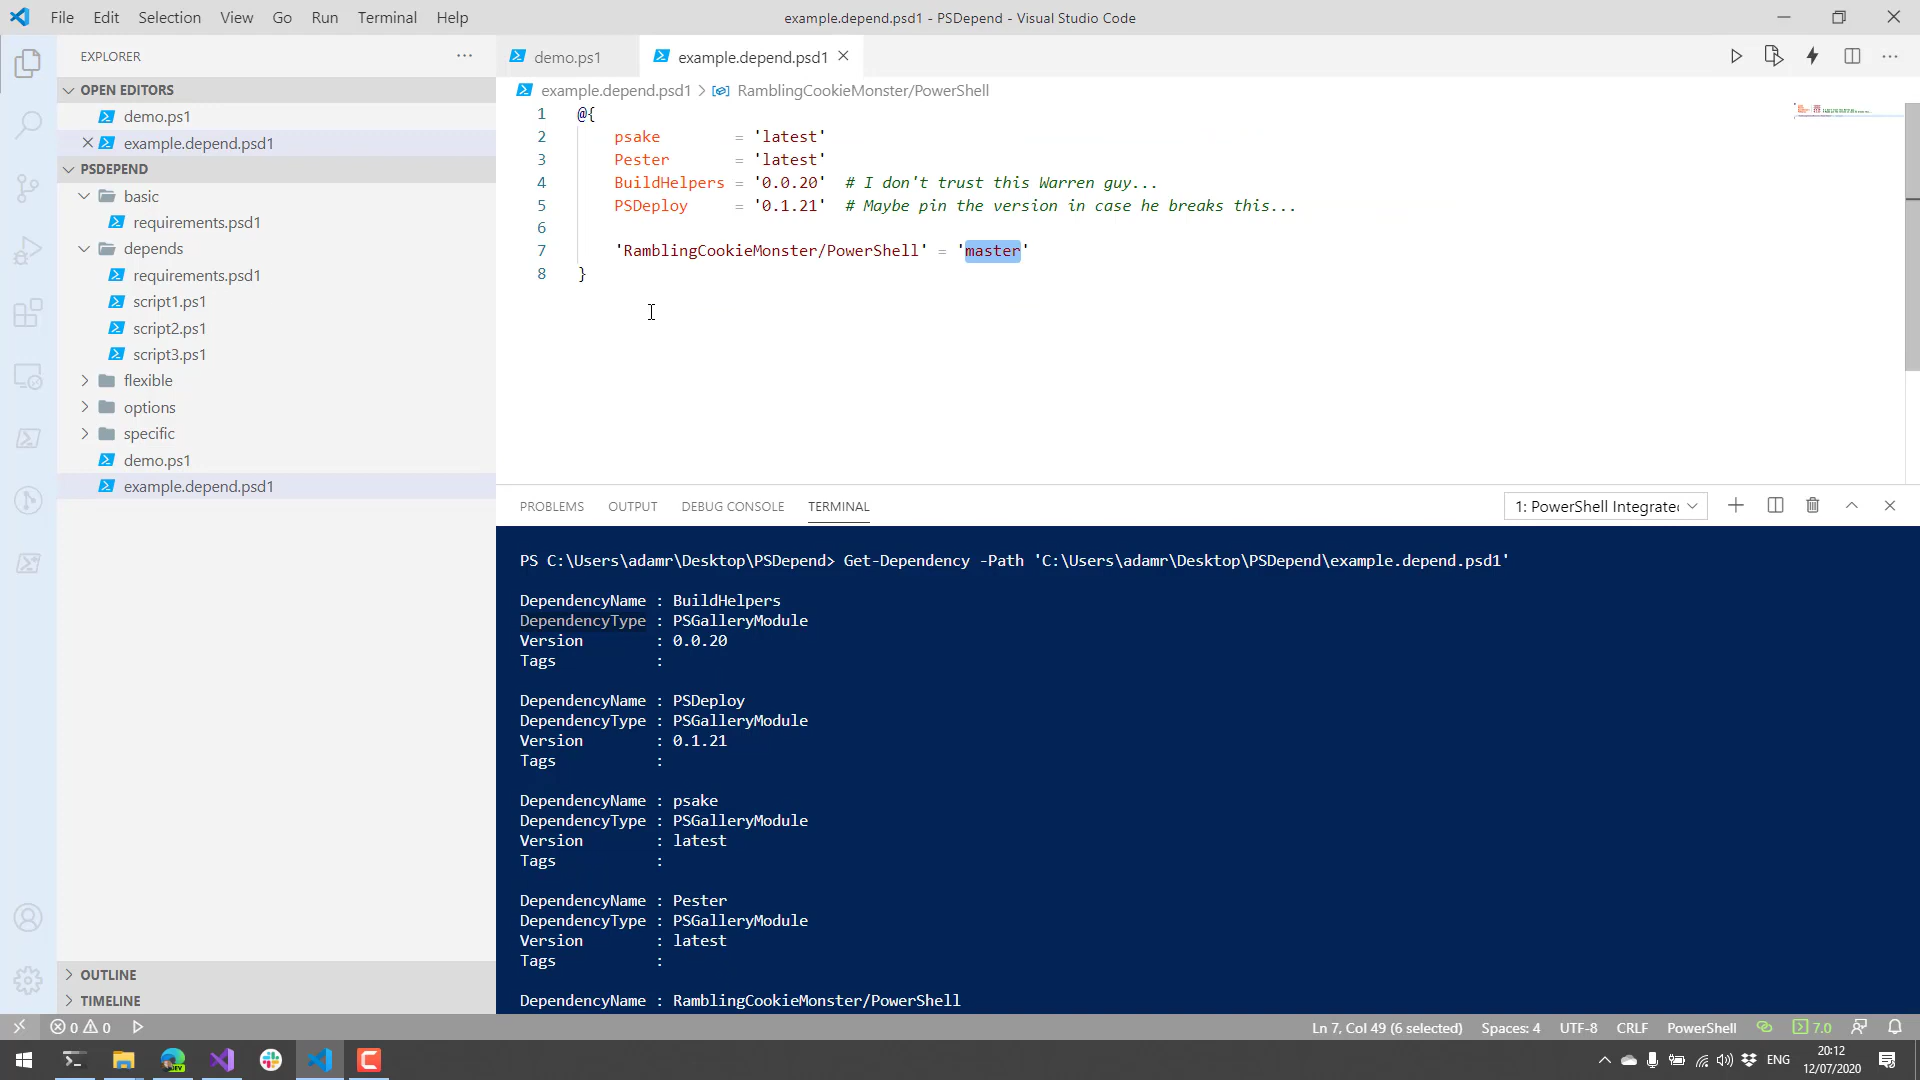 File Edit Selection View Go Run Terminal Help
example.depend.psd1 - PSDepend - Visual Studio Code
EXPLORER
OPEN EDITORS
demo.ps1
example.depend.psd1
PSDEPEND
basic
requirements.psd1
depends
requirements.psd1
script1.ps1
script2.ps1
script3.ps1
flexible
options
specific
demo.ps1
example.depend.psd1
OUTLINE
TIMELINE
demo.ps1
example.depend.psd1
example.depend.psd1 > RamblingCookieMonster/PowerShell
1 @{
2 psake = 'latest'
3 Pester = 'latest'
4 BuildHelpers = '0.0.20' # I don't trust this Warren guy...
5 PSDeploy = '0.1.21' # Maybe pin the version in case he breaks this...
6
7 'RamblingCookieMonster/PowerShell' = 'master'
8 }
PROBLEMS OUTPUT DEBUG CONSOLE TERMINAL
1: PowerShell Integrate
PS C:\Users\adamr\Desktop\PSDepend> Get-Dependency -Path 'C:\Users\adamr\Desktop\PSDepend\example.depend.psd1'
DependencyName : BuildHelpers
DependencyType : PSGalleryModule
Version : 0.0.20
Tags :
DependencyName : PSDeploy
DependencyType : PSGalleryModule
Version : 0.1.21
Tags :
DependencyName : psake
DependencyType : PSGalleryModule
Version : latest
Tags :
DependencyName : Pester
DependencyType : PSGalleryModule
Version : latest
Tags :
DependencyName : RamblingCookieMonster/PowerShell
0 0
Ln 7, Col 49 (6 selected) Spaces: 4 UTF-8 CRLF PowerShell 7.0
ENG
20:12
12/07/2020